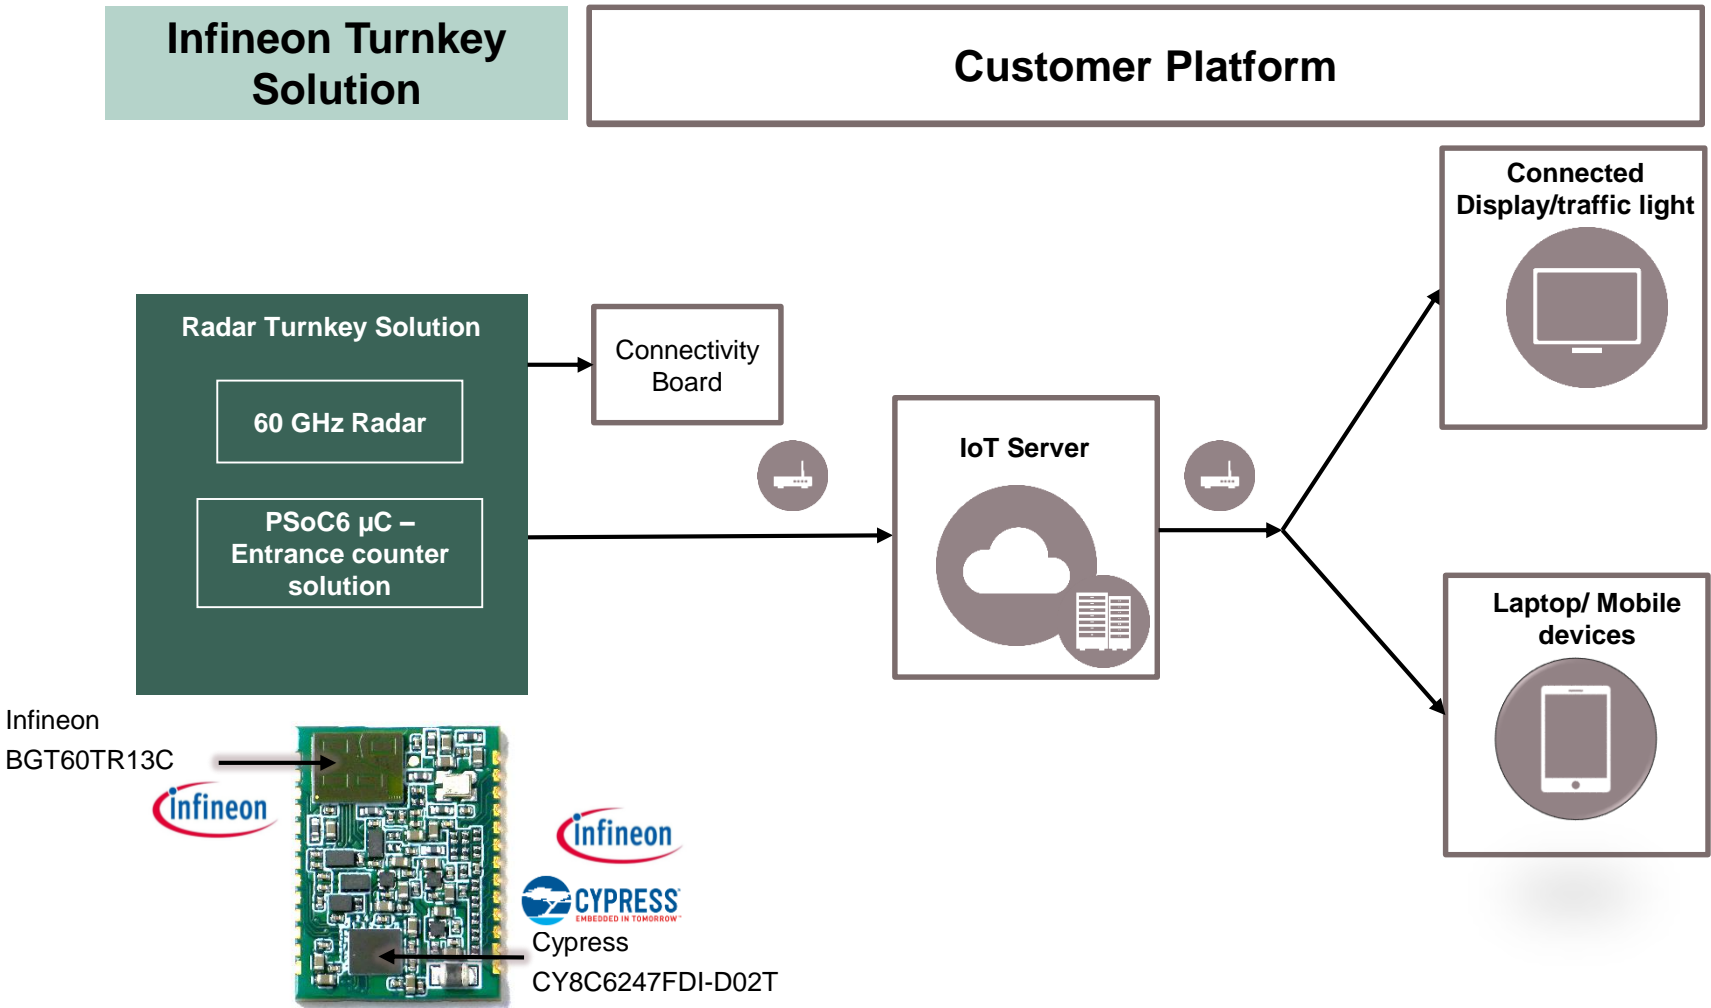 Infineon Turnkey
Solution
Customer Platform
Connected
Display/traffic light
Radar Turnkey Solution
60 GHz Radar
PSoC6 µC –
Entrance counter
solution
Connectivity
Board
IoT Server
Laptop/ Mobile
devices
Infineon
BGT60TR13C
infineon
infineon
CYPRESS
EMBEDDED IN TOMORROW™
Cypress
CY8C6247FDI-D02T